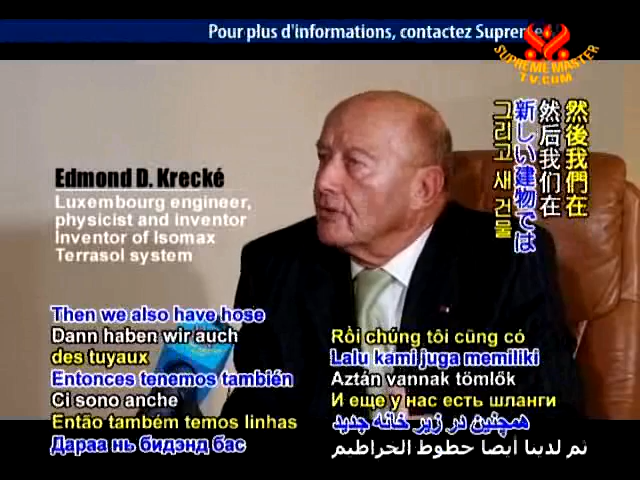 Pour plus d'informations, contactez Supreme
SUPREME MASTER
TV.COM
Edmond D. Krecké
Luxembourg engineer,
physicist and inventor
Inventor of Isomax
Terrasol system
然後我們在
然后我们在
新しい建物では
그리고 새 건물
Then we also have hose
Dann haben wir auch
des tuyaux
Entonces tenemos también
Ci sono anche
Então também temos linhas
Дараа нь бидэнд бас
Rồi chúng tôi cũng có
Lalu kami juga memiliki
Aztán vannak tömlők
И еще у нас есть шланги
همچنین در زیر خانه جدید
ثم لدينا أيضا خطوط الخراطيم